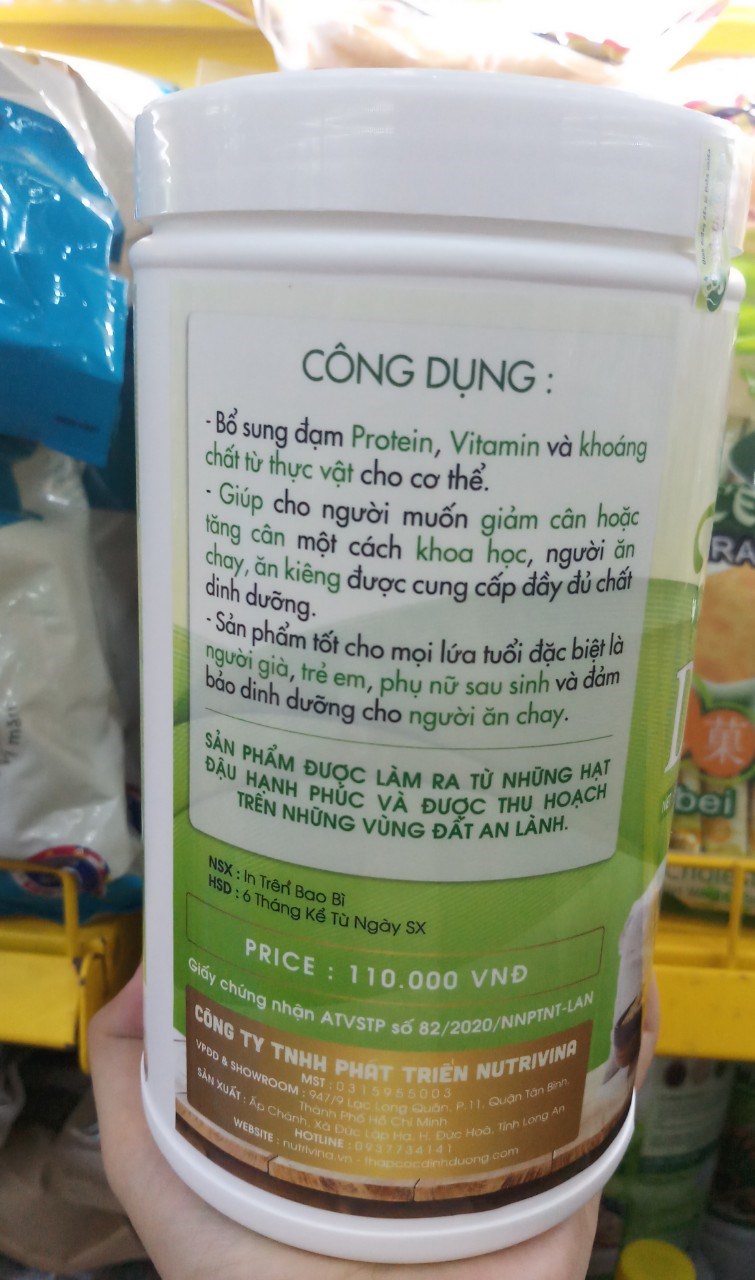 CÔNG DỤNG :
- Bổ sung đạm Protein, Vitamin và khoáng
chất từ thực vật cho cơ thể.
- Giúp cho người muốn giảm cân hoặc
tăng cân một cách khoa học, người ăn
chay, ăn kiêng được cung cấp đầy đủ chất
dinh dưỡng.
- Sản phẩm tốt cho mọi lứa tuổi đặc biệt là
người già, trẻ em, phụ nữ sau sinh và đảm
bảo dinh dưỡng cho người ăn chay.
SẢN PHẨM ĐƯỢC LÀM RA TỪ NHỮNG HẠT
ĐẬU HẠNH PHÚC VÀ ĐƯỢC THU HOẠCH
TRÊN NHỮNG VÙNG ĐẤT AN LÀNH.
NSX : In Trên Bao Bì
HSD : 6 Tháng Kể Từ Ngày SX
PRICE : 110.000 VNĐ
Giấy chứng nhận ATVSTP số 82/2020/NNPTNT-LAN
CÔNG TY TNHH PHÁT TRIỂN NUTRIVINA
MST : 0315965003
VPDD & SHOWROOM : 947/9 Lạc Long Quân, P.11, Quận Tân Bình,
Thành Phố Hồ Chí Minh
SẢN XUẤT : Ấp Chánh, Xã Đức Lập Hạ, H. Đức Hoà, Tỉnh Long An
HOTLINE : 0937734141
WEBSITE : nutrivina.vn - thapcocdinhduong.com
RA
菓
bei